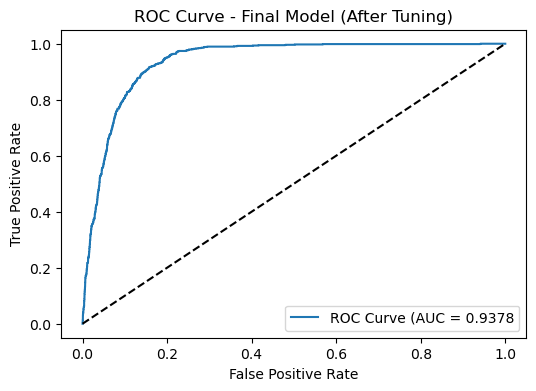 ROC Curve - Final Model (After Tuning)
1.0
0.8
0.6
0.4
0.2
0.0
True Positive Rate
ROC Curve (AUC = 0.9378
0.0 0.2 0.4 0.6 0.8 1.0
False Positive Rate